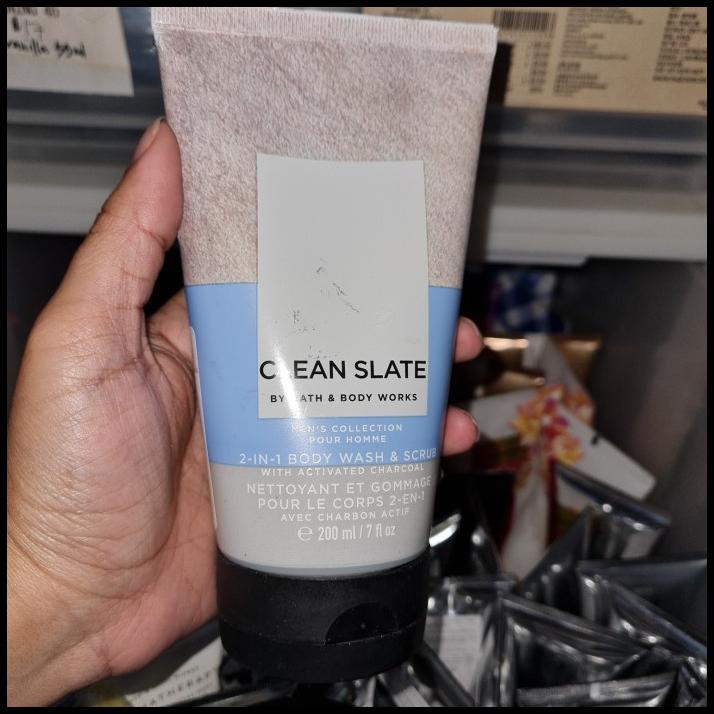 $17
CLEAN SLATE
BY BATH & BODY WORKS
MEN'S COLLECTION
POUR HOMME
2-IN-1 BODY WASH & SCRUB
WITH ACTIVATED CHARCOAL
NETTOYANT ET GOMMAGE
POUR LE CORPS 2-EN-1
AVEC CHARBON ACTIF
℮ 200 ml / 7 fl oz